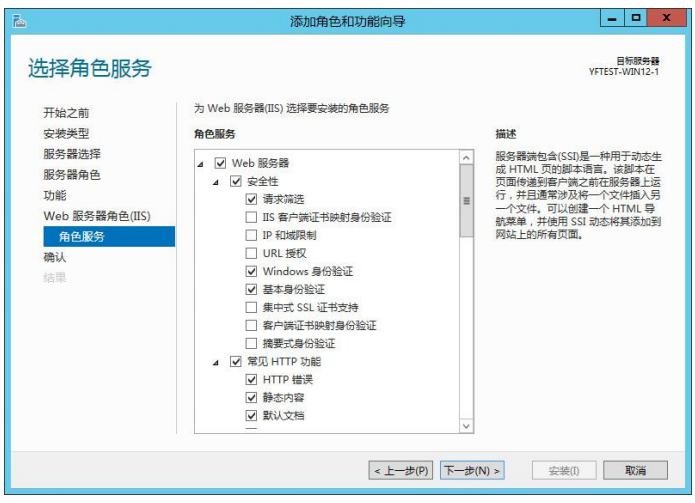 添加角色和功能向导
选择角色服务
目标服务器
YFTEST-WIN12-1
开始之前
安装类型
服务器选择
服务器角色
功能
Web 服务器角色(IIS)
角色服务
确认
结果
为 Web 服务器(IIS) 选择要安装的角色服务
角色服务
Web 服务器
安全性
请求筛选
IIS 客户端证书映射身份验证
IP 和域限制
URL 授权
Windows 身份验证
基本身份验证
集中式 SSL 证书支持
客户端证书映射身份验证
摘要式身份验证
常见 HTTP 功能
HTTP 错误
静态内容
默认文档
描述
服务器端包含(SSI)是一种用于动态生
成 HTML 页的脚本语言。该脚本在
页面传递到客户端之前在服务器上运
行，并且通常涉及将一个文件插入另
一个文件。可以创建一个 HTML 导
航菜单，并使用 SSI 动态将其添加到
网站上的所有页面。
< 上一步(P)
下一步(N) >
安装(I)
取消